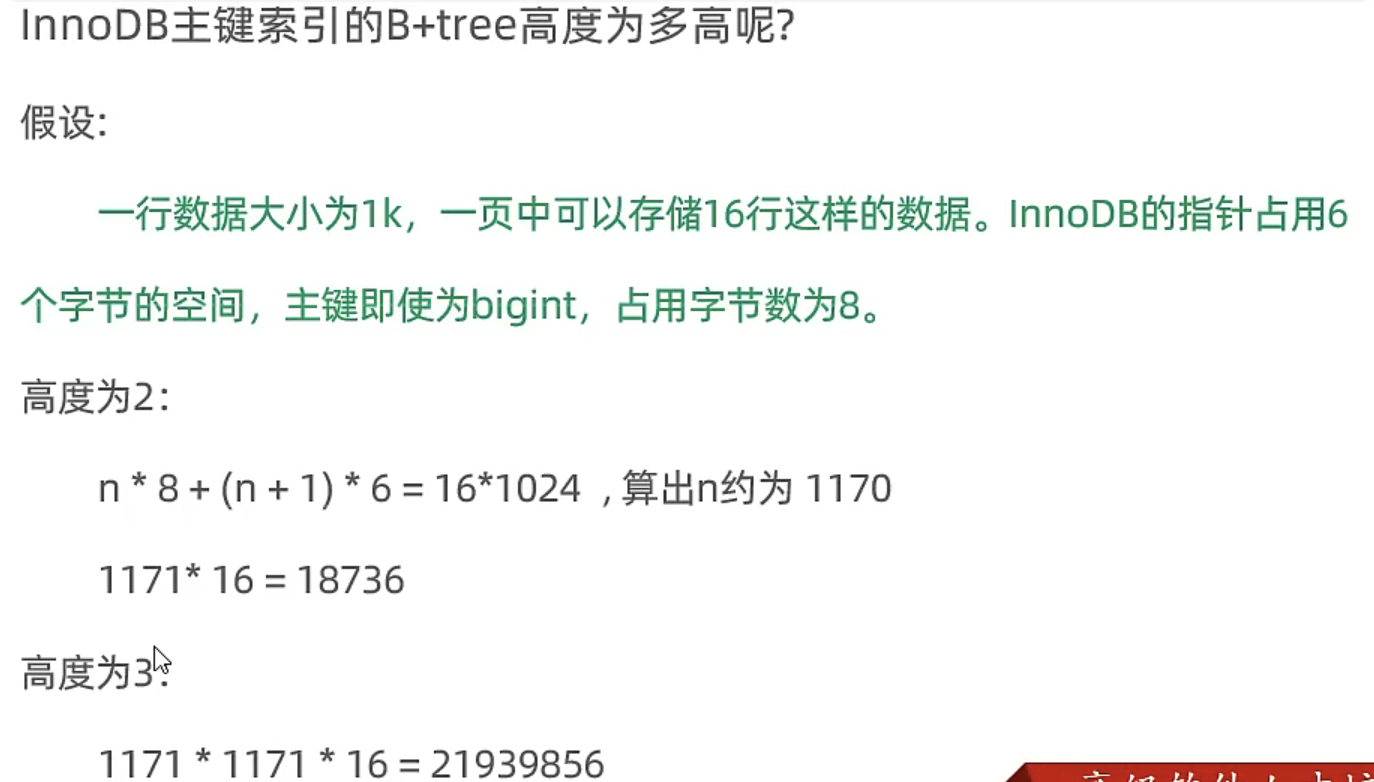 InnoDB主键索引的B+tree高度为多高呢?
假设:
一行数据大小为1k，一页中可以存储16行这样的数据。InnoDB的指针占用6
个字节的空间，主键即使为bigint，占用字节数为8。
高度为2：
n * 8 + (n + 1) * 6 = 16*1024 , 算出n约为 1170
1171* 16 = 18736
高度为3：
1171 * 1171 * 16 = 21939856